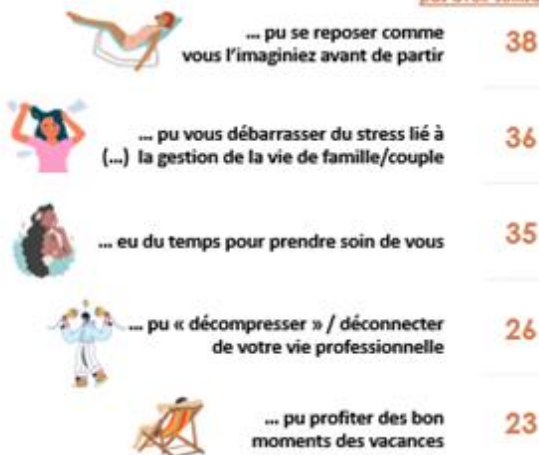 ... pu se reposer comme
vous l'imaginiez avant de partir
38
... pu vous débarrasser du stress lié à
(...) la gestion de la vie de famille/couple
36
... eu du temps pour prendre soin de vous
35
... pu « décompresser » / déconnecter
de votre vie professionnelle
26
... pu profiter des bon
moments des vacances
23